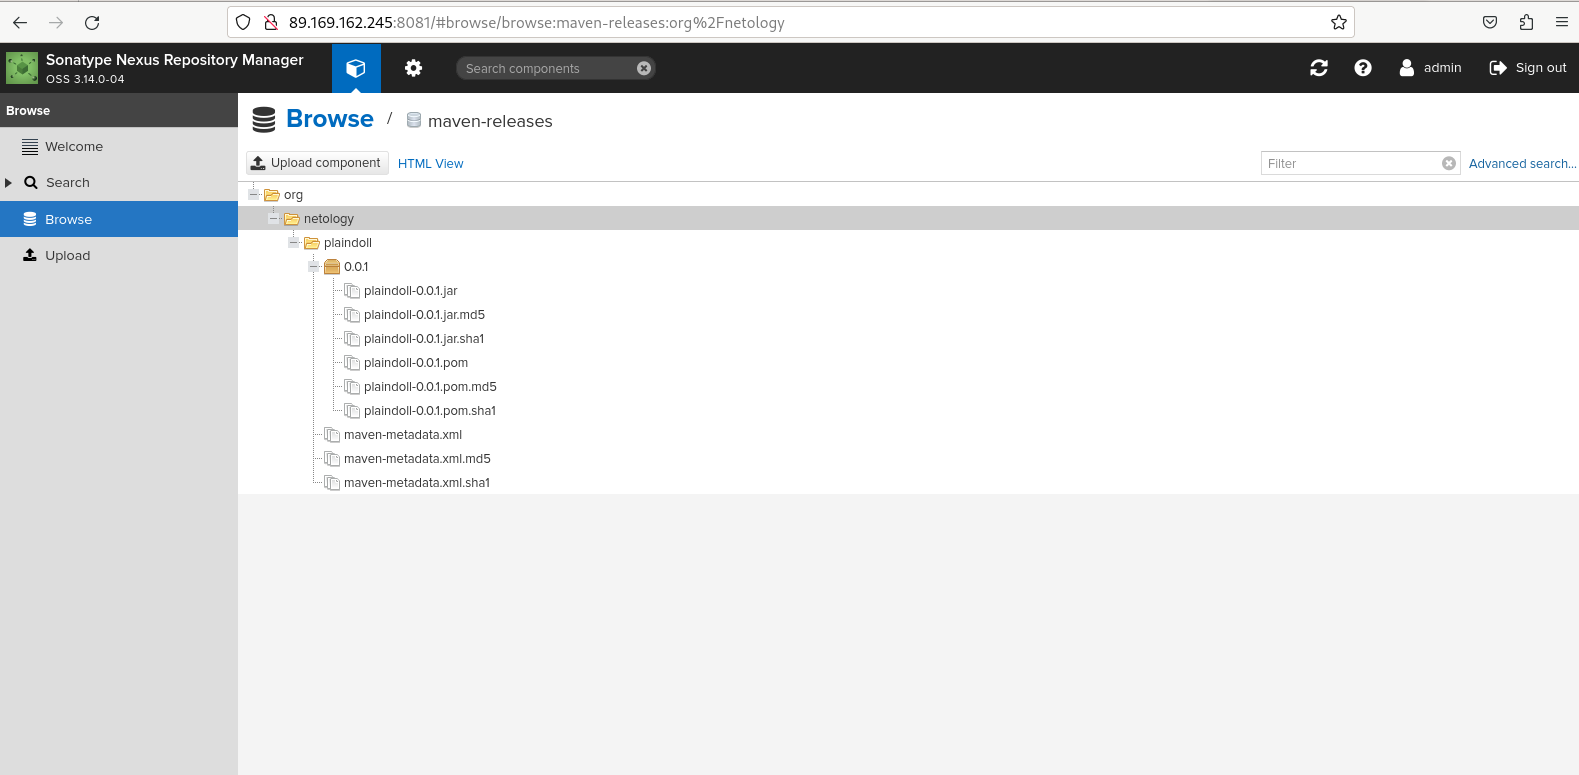 89.169.162.245:8081/#browse/browse:maven-releases:org%2Fnetology
Sonatype Nexus Repository Manager
OSS 3.14.0-04
Search components
admin
Sign out
Browse
Welcome
Search
Browse
Upload
Browse / maven-releases
Upload component HTML View
Filter
Advanced search...
org
netology
plaindoll
0.0.1
plaindoll-0.0.1.jar
plaindoll-0.0.1.jar.md5
plaindoll-0.0.1.jar.sha1
plaindoll-0.0.1.pom
plaindoll-0.0.1.pom.md5
plaindoll-0.0.1.pom.sha1
maven-metadata.xml
maven-metadata.xml.md5
maven-metadata.xml.sha1